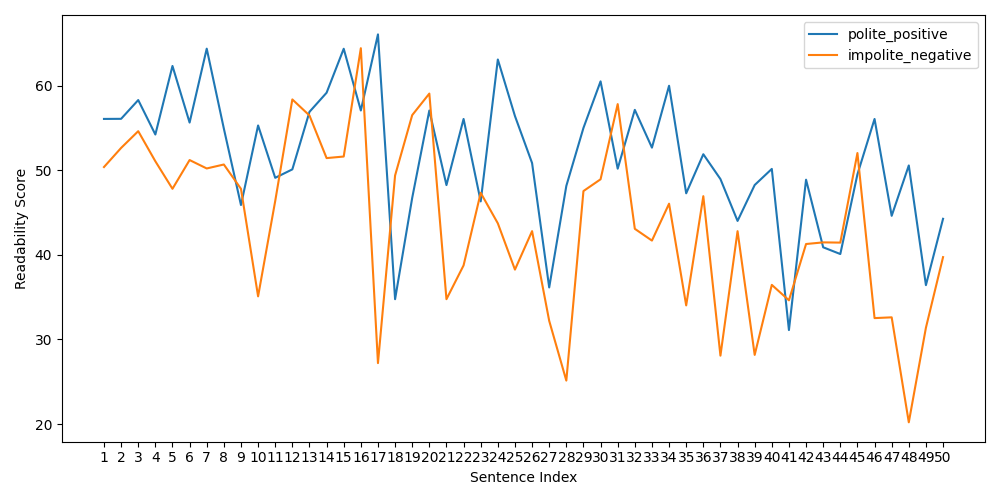 polite_positive
impolite_negative
Readability Score
60
50
40
30
20
1 2 3 4 5 6 7 8 9 10 11 12 13 14 15 16 17 18 19 20 21 22 23 24 25 26 27 28 29 30 31 32 33 34 35 36 37 38 39 40 41 42 43 44 45 46 47 48 49 50
Sentence Index